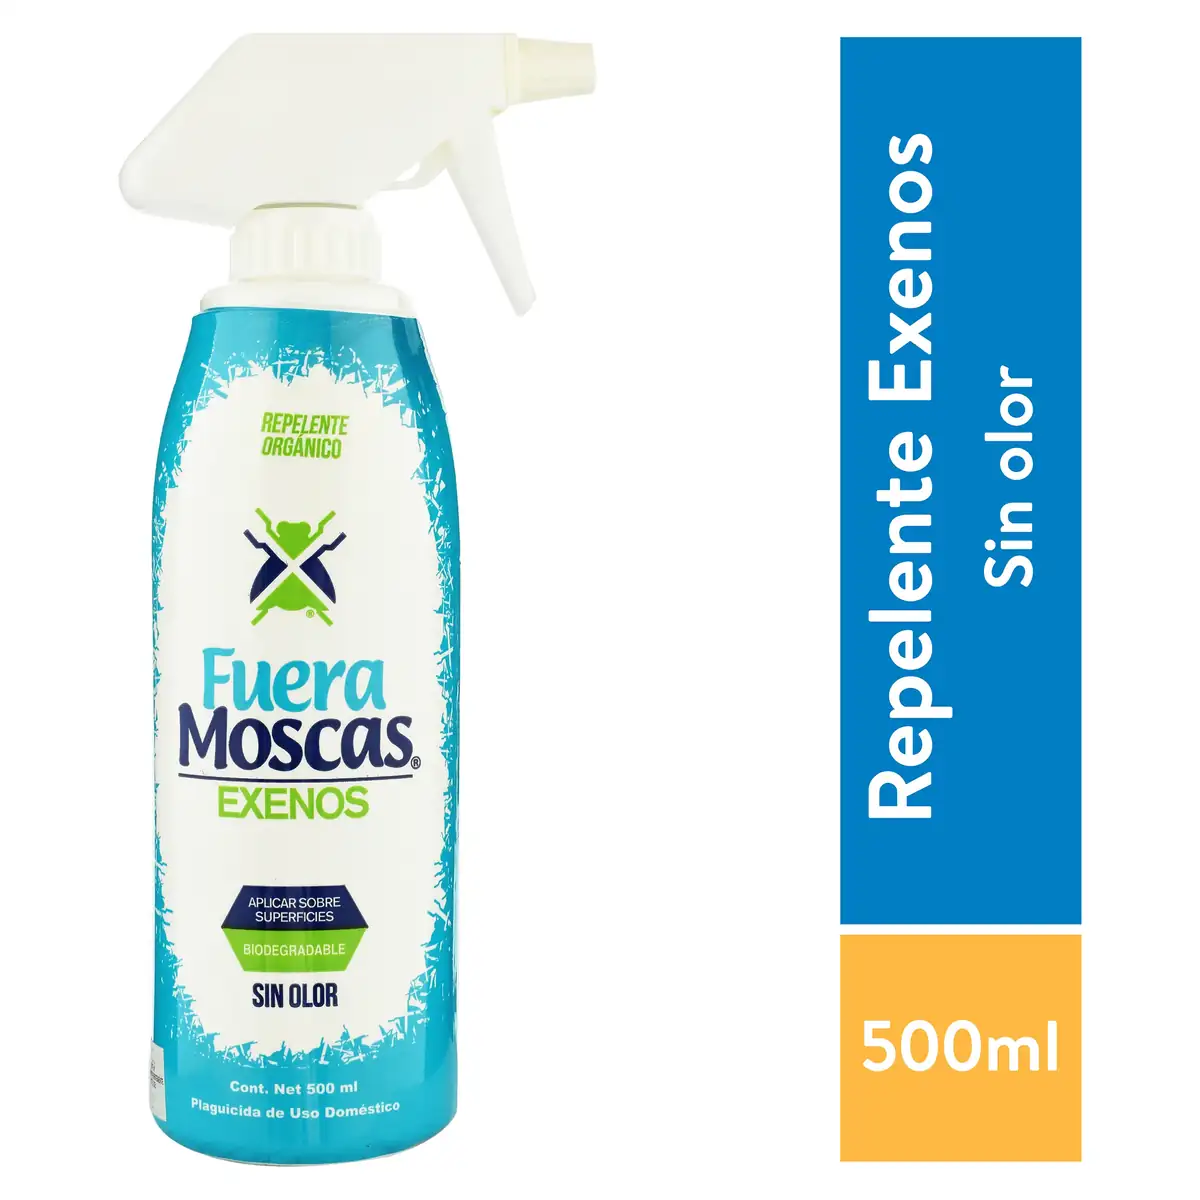 REPELENTE
ORGÁNICO
®
Fuera
Moscas®
EXENOS
APLICAR SOBRE
SUPERFICIES
BIODEGRADABLE
SIN OLOR
Cont. Net 500 ml
Plaguicida de Uso Doméstico
Repelente Exenos
Sin olor
500ml